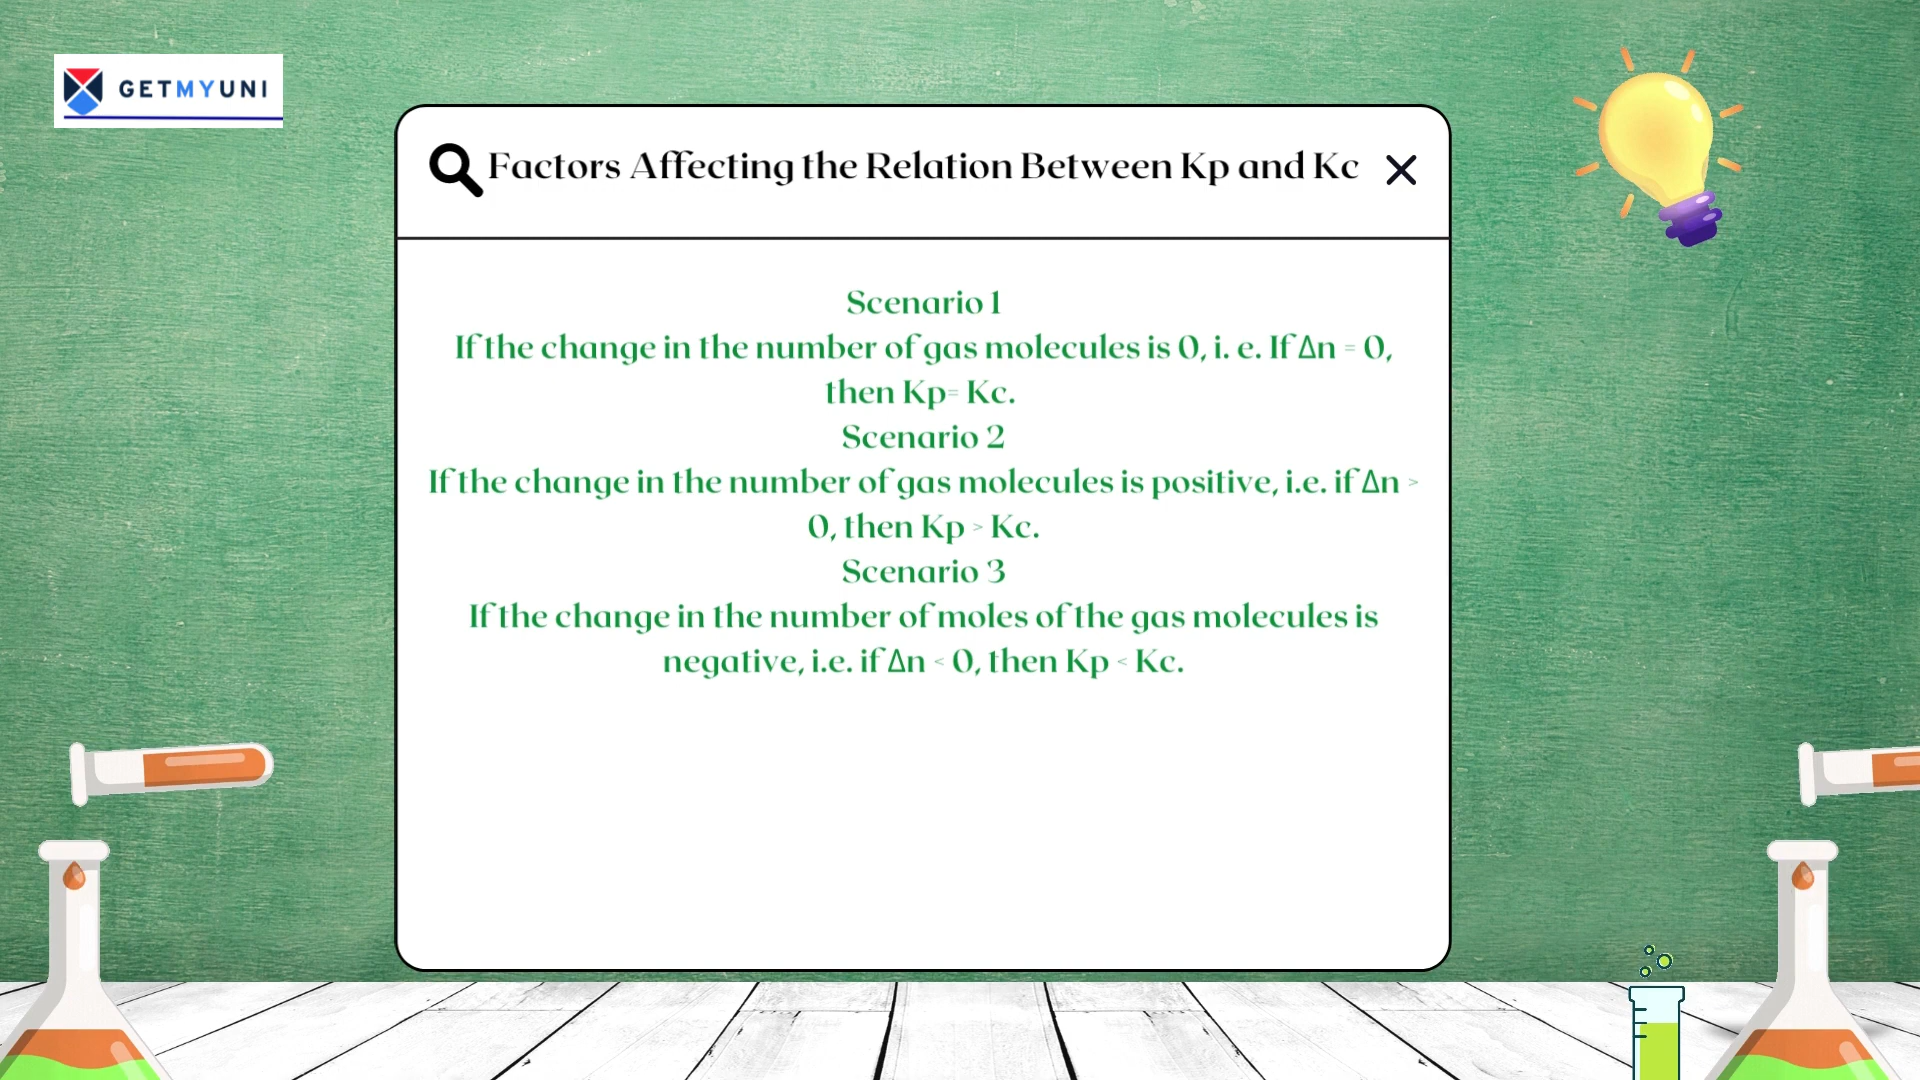 GETMYUNI
Factors Affecting the Relation Between Kp and Kc
Scenario 1
If the change in the number of gas molecules is 0, i. e. If Δn = 0,
then Kp= Kc.
Scenario 2
If the change in the number of gas molecules is positive, i.e. if Δn >
0, then Kp > Kc.
Scenario 3
If the change in the number of moles of the gas molecules is
negative, i.e. if Δn < 0, then Kp < Kc.